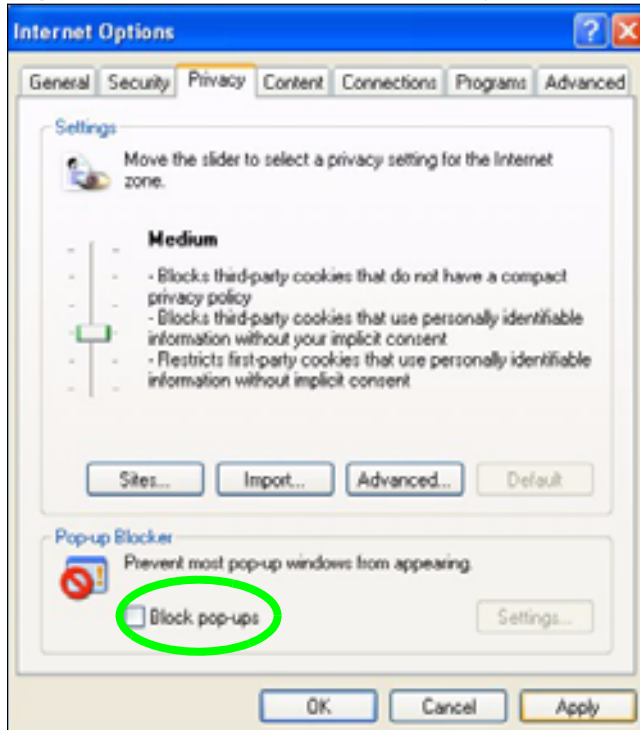 Internet Options
General Security Privacy Content Connections Programs Advanced
Settings
Move the slider to select a privacy setting for the Internet
zone.
Medium
- Blocks third-party cookies that do not have a compact
privacy policy
- Blocks third-party cookies that use personally identifiable
information without your implicit consent
- Restricts first-party cookies that use personally identifiable
information without implicit consent
Sites... Import... Advanced... Default
Pop-up Blocker
Prevent most pop-up windows from appearing.
Block pop-ups Settings...
OK Cancel Apply